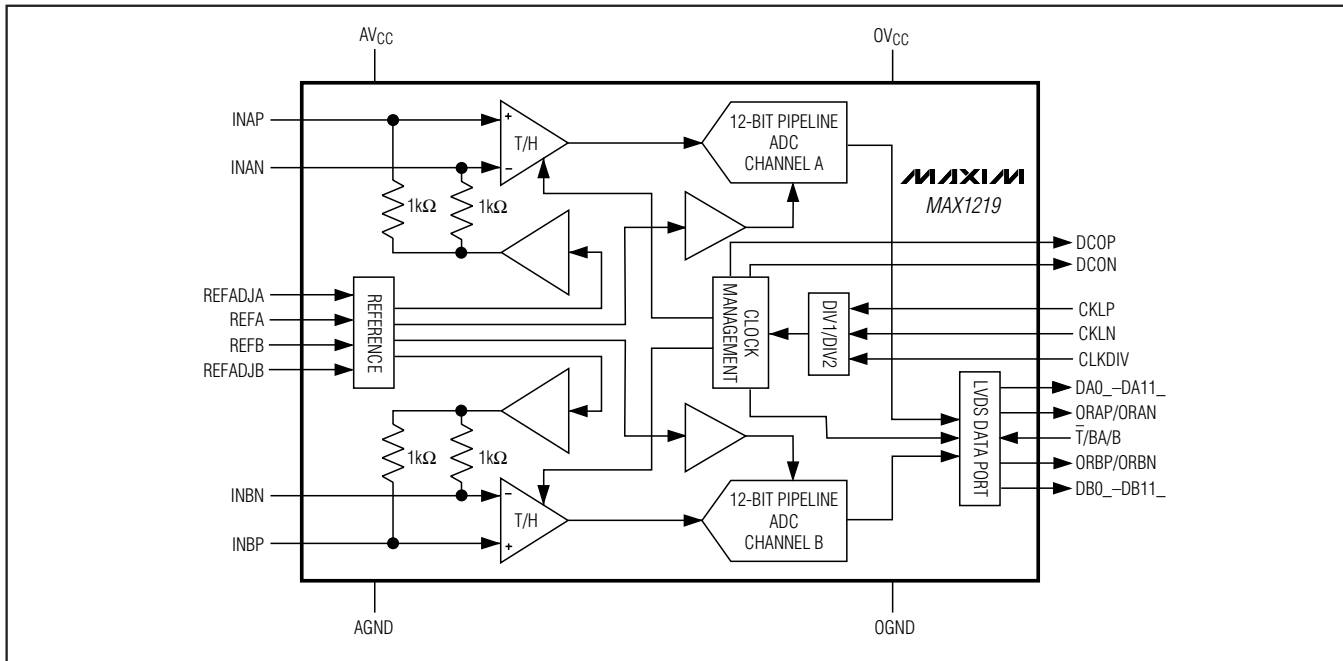 AVCC
OVCC
INAP
INAN
+
T/H
−
12-BIT PIPELINE
ADC
CHANNEL A
MAXIM
MAX1219
1kΩ
1kΩ
DCOP
DCON
REFADJA
REFA
REFB
REFADJB
REFERENCE
CLOCK
MANAGEMENT
DIV1/DIV2
CKLP
CKLN
CLKDIV
LVDS DATA PORT
DA0_–DA11_
ORAP/ORAN
T̅/BA/B
ORBP/ORBN
DB0_–DB11_
1kΩ
1kΩ
INBN
INBP
−
T/H
+
12-BIT PIPELINE
ADC
CHANNEL B
AGND
OGND